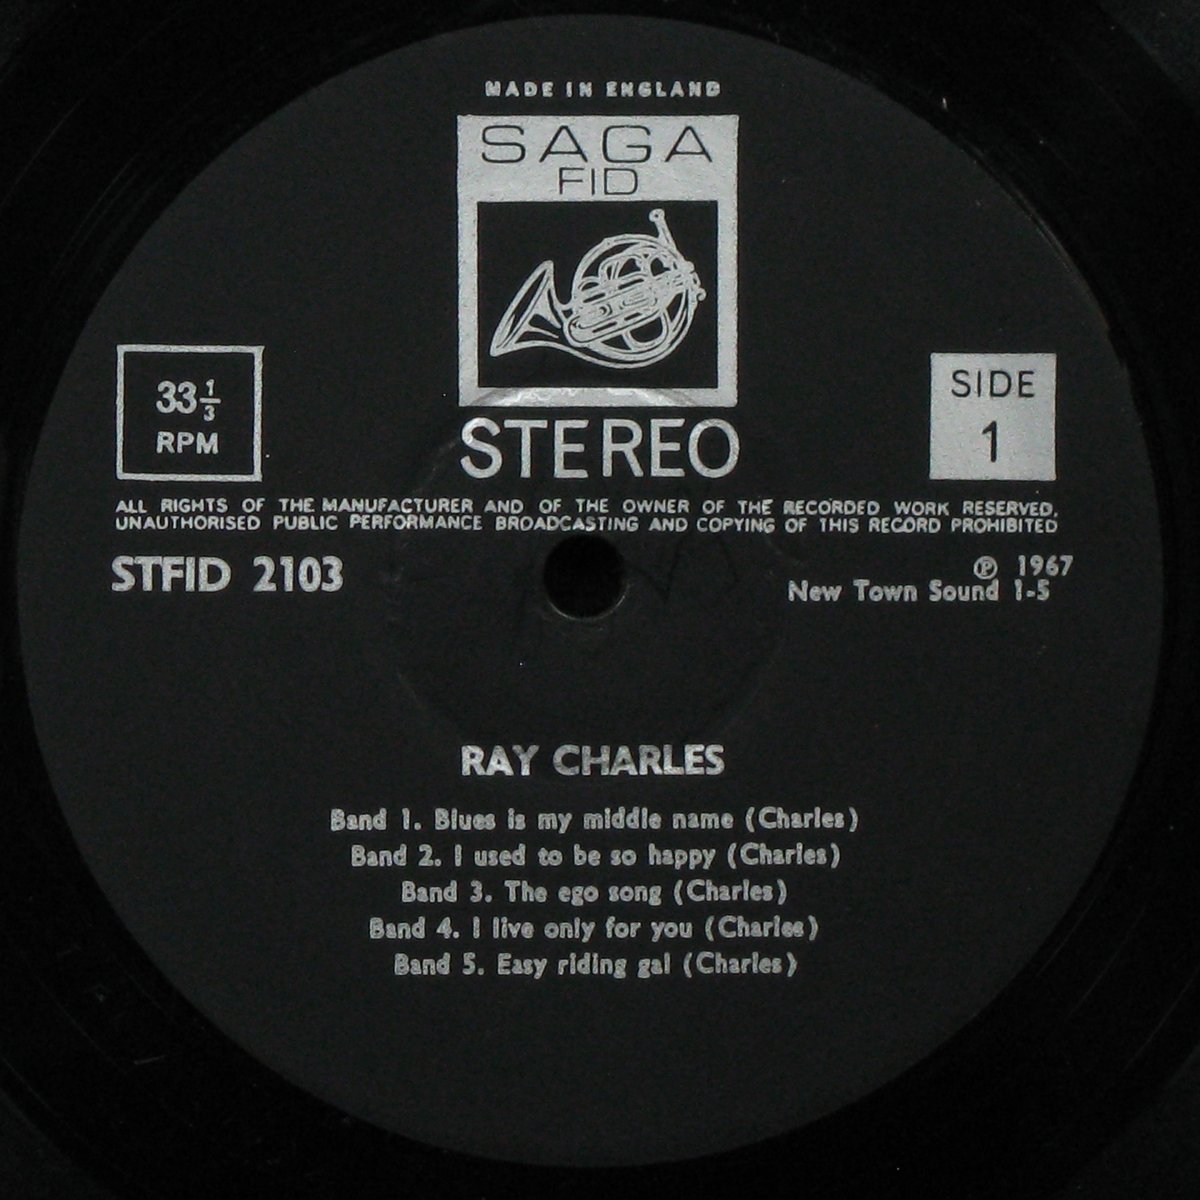 MADE IN ENGLAND
SAGA
FID
33 1/3
RPM
STEREO
SIDE
1
ALL RIGHTS OF THE MANUFACTURER AND OF THE OWNER OF THE RECORDED WORK RESERVED.
UNAUTHORISED PUBLIC PERFORMANCE BROADCASTING AND COPYING OF THIS RECORD PROHIBITED
STFID 2103
℗ 1967
New Town Sound 1-5
RAY CHARLES
Band 1. Blues is my middle name (Charles)
Band 2. I used to be so happy (Charles)
Band 3. The ego song (Charles)
Band 4. I live only for you (Charles)
Band 5. Easy riding gal (Charles)